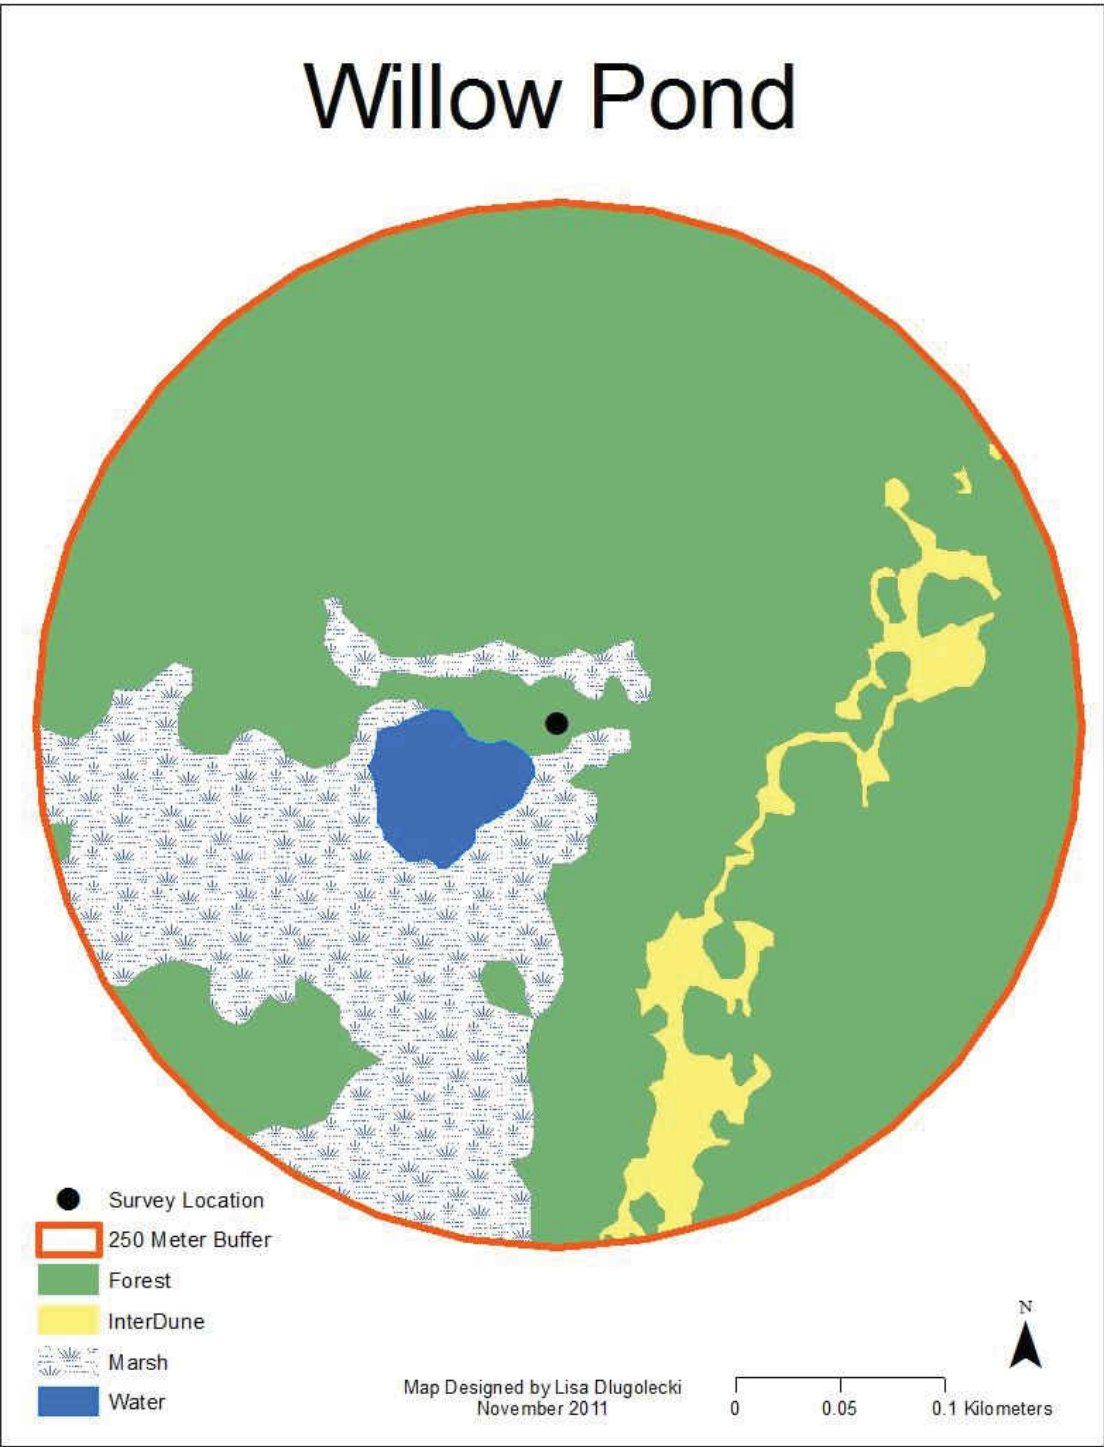 Willow Pond
Survey Location
250 Meter Buffer
Forest
InterDune
Marsh
Water
Map Designed by Lisa Dlugolecki
November 2011
N
0 0.05 0.1 Kilometers